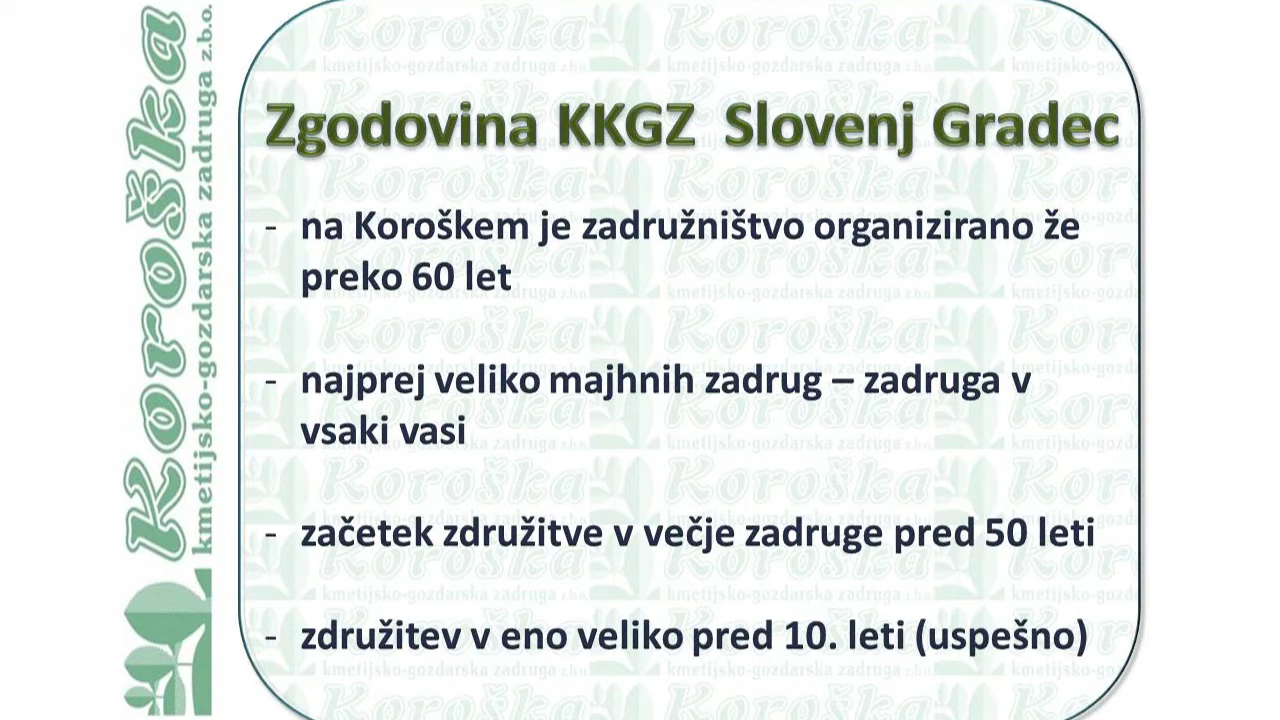 Koroška
kmetijsko-gozdarska zadruga z.b.o.
Zgodovina KKGZ Slovenj Gradec
- na Koroškem je zadružništvo organizirano že
preko 60 let
- najprej veliko majhnih zadrug – zadruga v
vsaki vasi
- začetek združitve v večje zadruge pred 50 leti
- združitev v eno veliko pred 10. leti (uspešno)